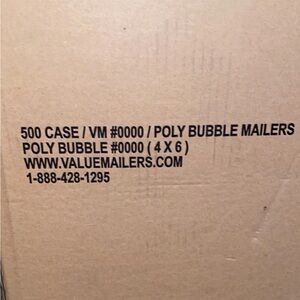 500 CASE / VM #0000 / POLY BUBBLE MAILERS
POLY BUBBLE #0000 ( 4 X 6 )
WWW.VALUEMAILERS.COM
1-888-428-1295